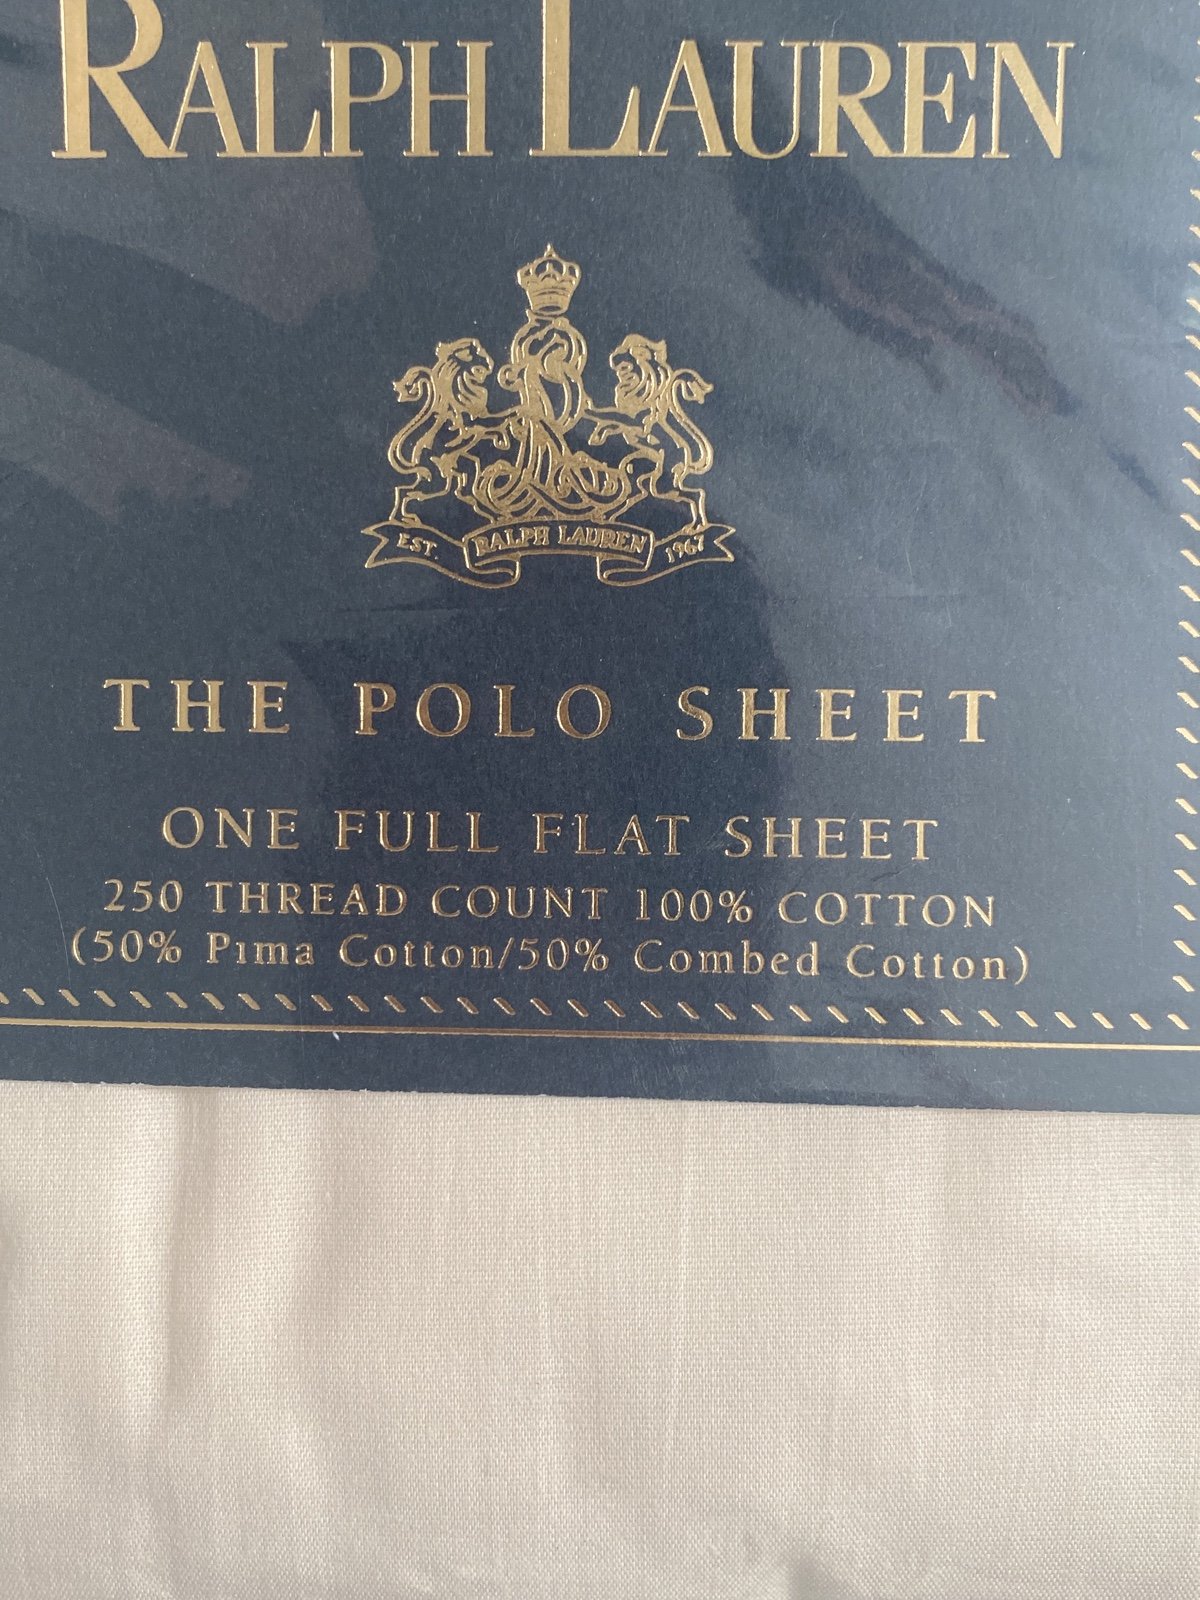 RALPH LAUREN
EST. RALPH LAUREN 1967
THE POLO SHEET
ONE FULL FLAT SHEET
250 THREAD COUNT 100% COTTON
(50% Pima Cotton/50% Combed Cotton)